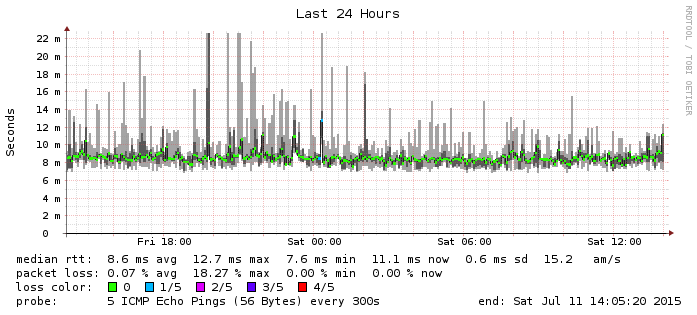 Last 24 Hours
RRDTOOL / TOBI OETIKER
Seconds
22 m
20 m
18 m
16 m
14 m
12 m
10 m
8 m
6 m
4 m
2 m
0
Fri 18:00 Sat 00:00 Sat 06:00 Sat 12:00
median rtt: 8.6 ms avg 12.7 ms max 7.6 ms min 11.1 ms now 0.6 ms sd 15.2 am/s
packet loss: 0.07 % avg 18.27 % max 0.00 % min 0.00 % now
loss color: 0 1/5 2/5 3/5 4/5
probe: 5 ICMP Echo Pings (56 Bytes) every 300s end: Sat Jul 11 14:05:20 2015